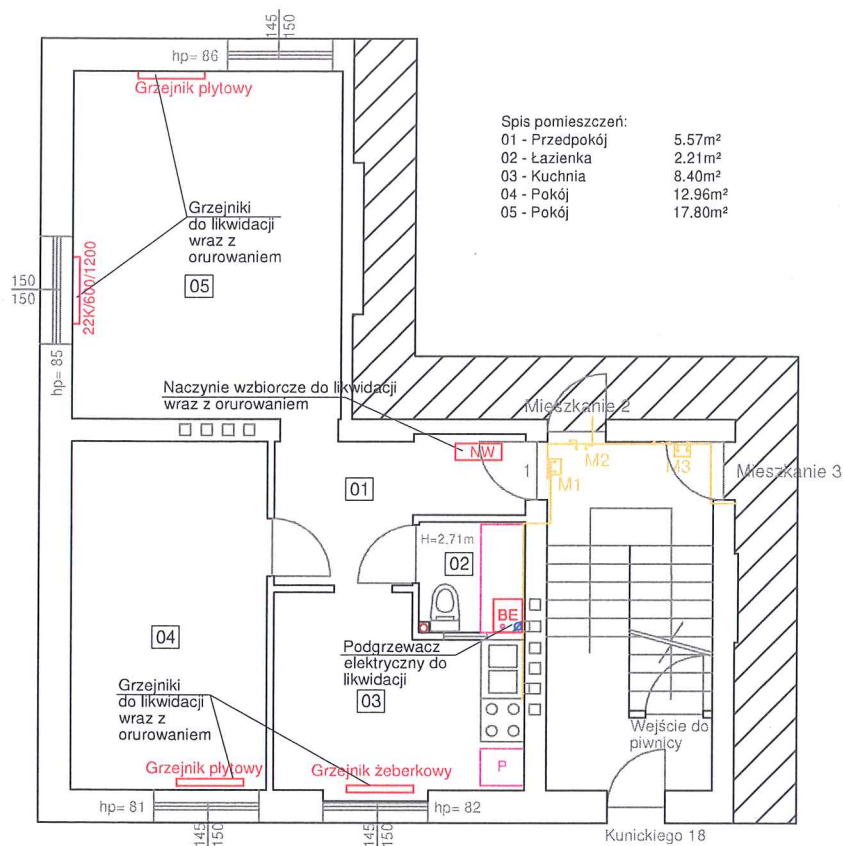 145
150
hp= 86
Grzejnik płytowy
Spis pomieszczeń:
01 - Przedpokój 5.57m²
02 - Łazienka 2.21m²
03 - Kuchnia 8.40m²
04 - Pokój 12.96m²
05 - Pokój 17.80m²
Grzejniki
do likwidacji
wraz z
orurowaniem
150
150
22K/600/1200
05
hp= 85
Naczynie wzbiorcze do likwidacji
wraz z orurowaniem
Mieszkanie 2
NW
1
M1
M2
M3
Mieszkanie 3
01
H=2.71m
02
BE
04
Podgrzewacz
elektryczny do
likwidacji
03
Grzejniki
do likwidacji
wraz z
orurowaniem
Wejście do
piwnicy
Grzejnik płytowy
Grzejnik żeberkowy
P
hp= 81
hp= 82
145
150
145
150
Kunickiego 18